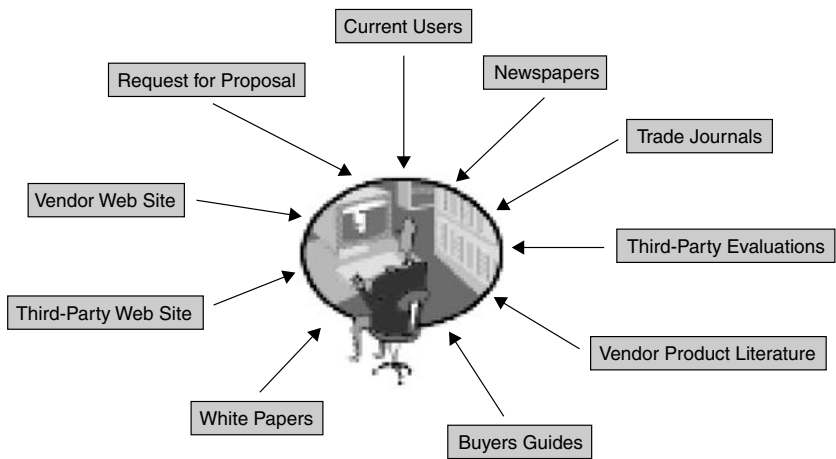 Current Users
Request for Proposal
Newspapers
Trade Journals
Vendor Web Site
Third-Party Evaluations
Third-Party Web Site
Vendor Product Literature
White Papers
Buyers Guides